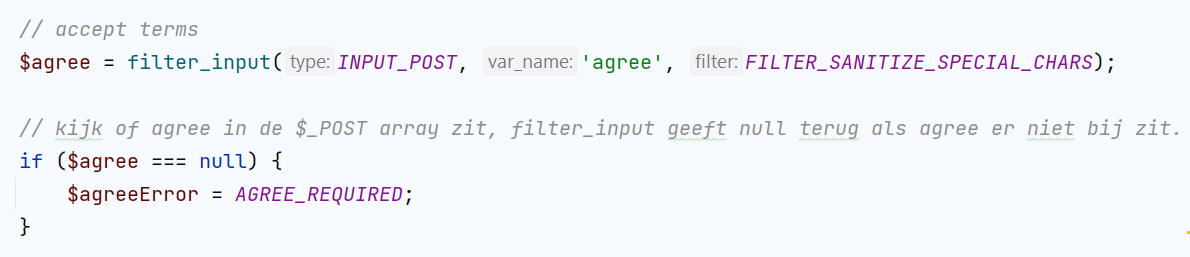 // accept terms
$agree = filter_input( type: INPUT_POST, var_name: 'agree', filter: FILTER_SANITIZE_SPECIAL_CHARS);
// kijk of agree in de $_POST array zit, filter_input geeft null terug als agree er niet bij zit.
if ($agree === null) {
    $agreeError = AGREE_REQUIRED;
}